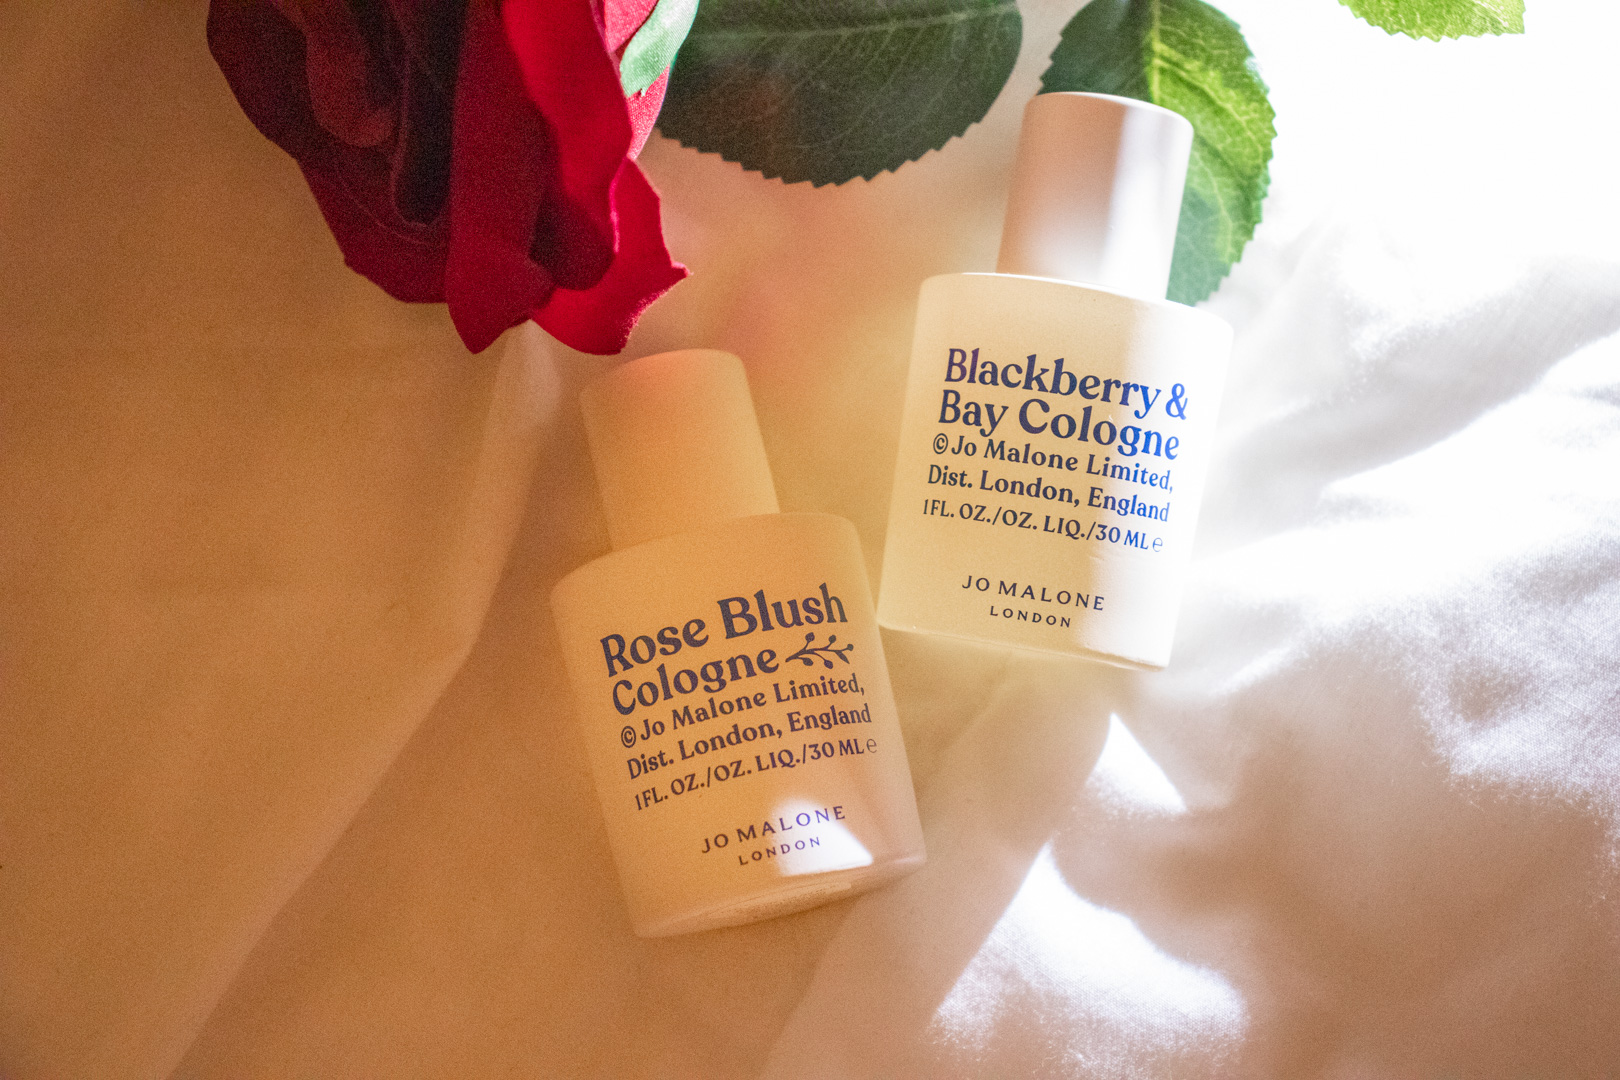 Blackberry &
Bay Cologne
© Jo Malone Limited,
Dist. London, England
1FL. OZ./OZ. LIQ./30 ML ℮
JO MALONE
LONDON
Rose Blush
Cologne
© Jo Malone Limited,
Dist. London, England
1FL. OZ./OZ. LIQ./30 ML ℮
JO MALONE
LONDON